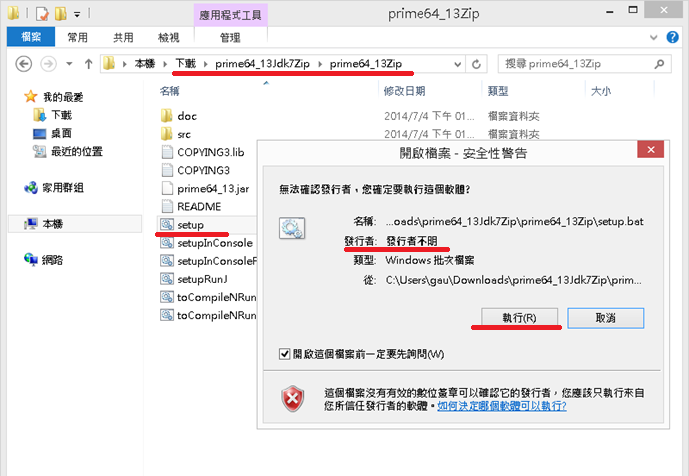 應用程式工具
prime64_13Zip
檔案
常用
共用
檢視
管理
本機 下載 prime64_13Jdk7Zip prime64_13Zip
搜尋 prime64_13Zip
名稱 修改日期 類型 大小
我的最愛
下載
桌面
最近的位置
家用群組
本機
網路
doc 2014/7/4 下午 01... 檔案資料夾
src 2014/7/4 下午 01... 檔案資料夾
COPYING3.lib
COPYING3
prime64_13.jar
README
setup
setupInConsole
setupInConsoleF
setupRunJ
toCompileNRun
toCompileNRun
開啟檔案 - 安全性警告
無法確認發行者，您確定要執行這個軟體?
名稱: ...oads\prime64_13Jdk7Zip\prime64_13Zip\setup.bat
發行者: 發行者不明
類型: Windows 批次檔案
從: C:\Users\gau\Downloads\prime64_13Jdk7Zip\prim...
執行(R)
取消
開啟這個檔案前一定要先詢問(W)
這個檔案沒有有效的數位簽章可以確認它的發行者，您應該只執行來自
您所信任發行者的軟體。如何決定哪個軟體可以執行?